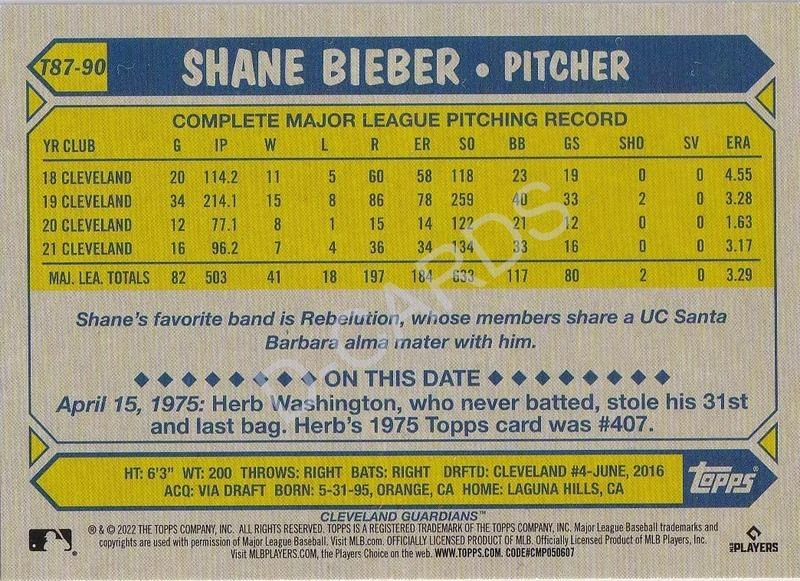 T87-90 SHANE BIEBER • PITCHER
COMPLETE MAJOR LEAGUE PITCHING RECORD
YR CLUB G IP W L R ER SO BB GS SHO SV ERA
18 CLEVELAND 20 114.2 11 5 60 58 118 23 19 0 0 4.55
19 CLEVELAND 34 214.1 15 8 86 78 259 40 33 2 0 3.28
20 CLEVELAND 12 77.1 8 1 15 14 122 21 12 0 0 1.63
21 CLEVELAND 16 96.2 7 4 36 34 134 33 16 0 0 3.17
MAJ. LEA. TOTALS 82 503 41 18 197 184 633 117 80 2 0 3.29
Shane's favorite band is Rebelution, whose members share a UC Santa
Barbara alma mater with him.
◆◆◆◆◆◆◆◆ ON THIS DATE ◆◆◆◆◆◆◆◆
April 15, 1975: Herb Washington, who never batted, stole his 31st
and last bag. Herb's 1975 Topps card was #407.
HT: 6'3" WT: 200 THROWS: RIGHT BATS: RIGHT DRFTD: CLEVELAND #4-JUNE, 2016
ACQ: VIA DRAFT BORN: 5-31-95, ORANGE, CA HOME: LAGUNA HILLS, CA
Topps®
CLEVELAND GUARDIANS™
® & © 2022 THE TOPPS COMPANY, INC. ALL RIGHTS RESERVED. TOPPS IS A REGISTERED TRADEMARK OF THE TOPPS COMPANY, INC. Major League Baseball trademarks and
copyrights are used with permission of Major League Baseball. Visit MLB.com. OFFICIALLY LICENSED PRODUCT OF MLB. Officially Licensed Product of MLB Players, Inc.
Visit MLBPLAYERS.COM, the Players Choice on the web. WWW.TOPPS.COM. CODE#CMP050607
MLBPLAYERS